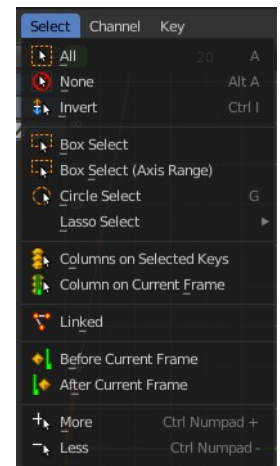 Select Channel Key
All 20 A
None Alt A
Invert Ctrl I
Box Select
Box Select (Axis Range)
Circle Select G
Lasso Select
Columns on Selected Keys
Column on Current Frame
Linked
Before Current Frame
After Current Frame
More Ctrl Numpad +
Less Ctrl Numpad -